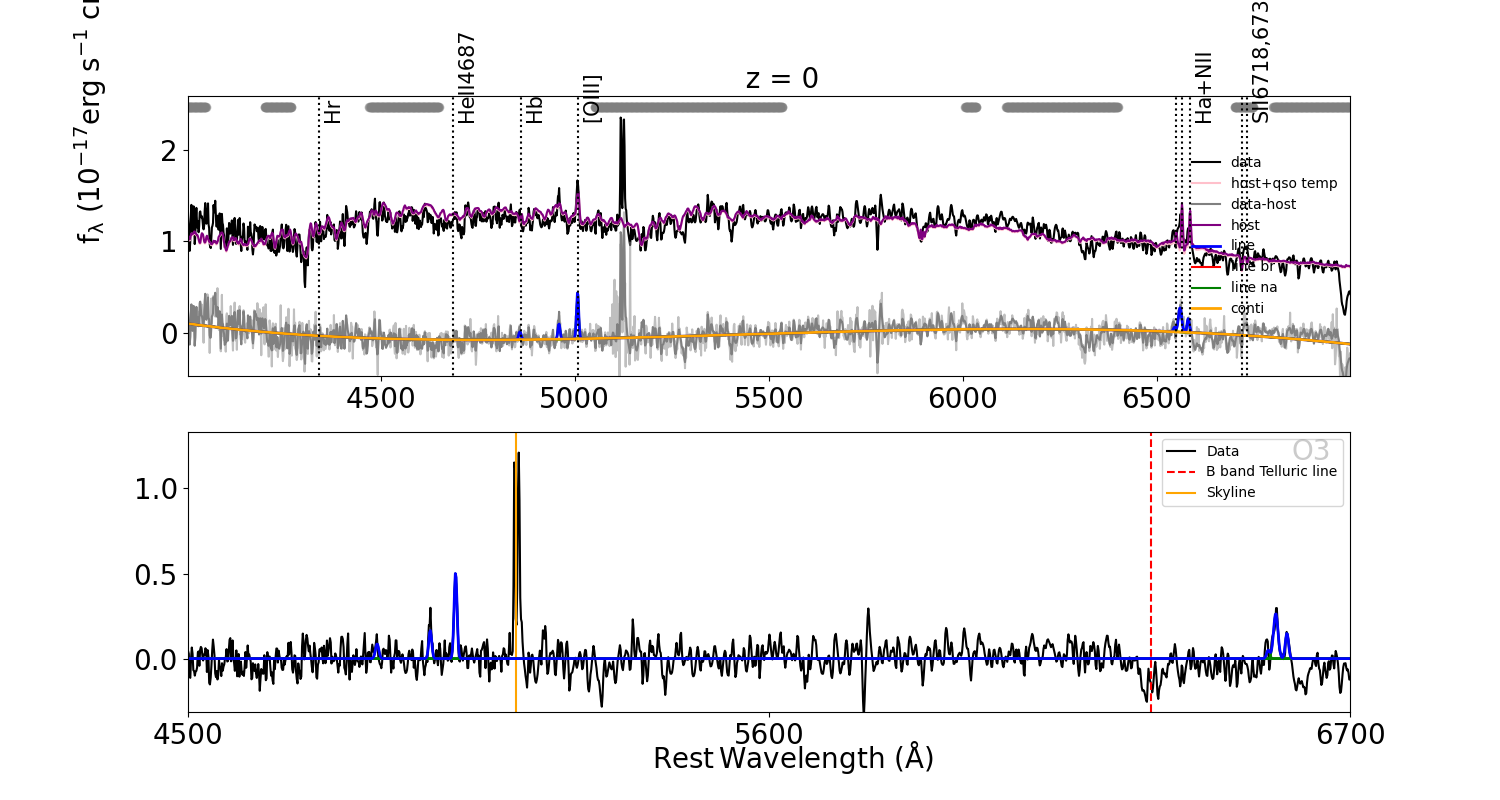 z = 0
f_λ (10^−17 erg s^−1 c
Hr
HeII4687
Hb
[OIII]
Ha+NII
SII6718,673
2
1
0
data
host+qso temp
data-host
host
line
line br
line na
conti
4500
5000
5500
6000
6500
O3
Data
B band Telluric line
Skyline
1.0
0.5
0.0
4500
5600
6700
Rest Wavelength (Å)